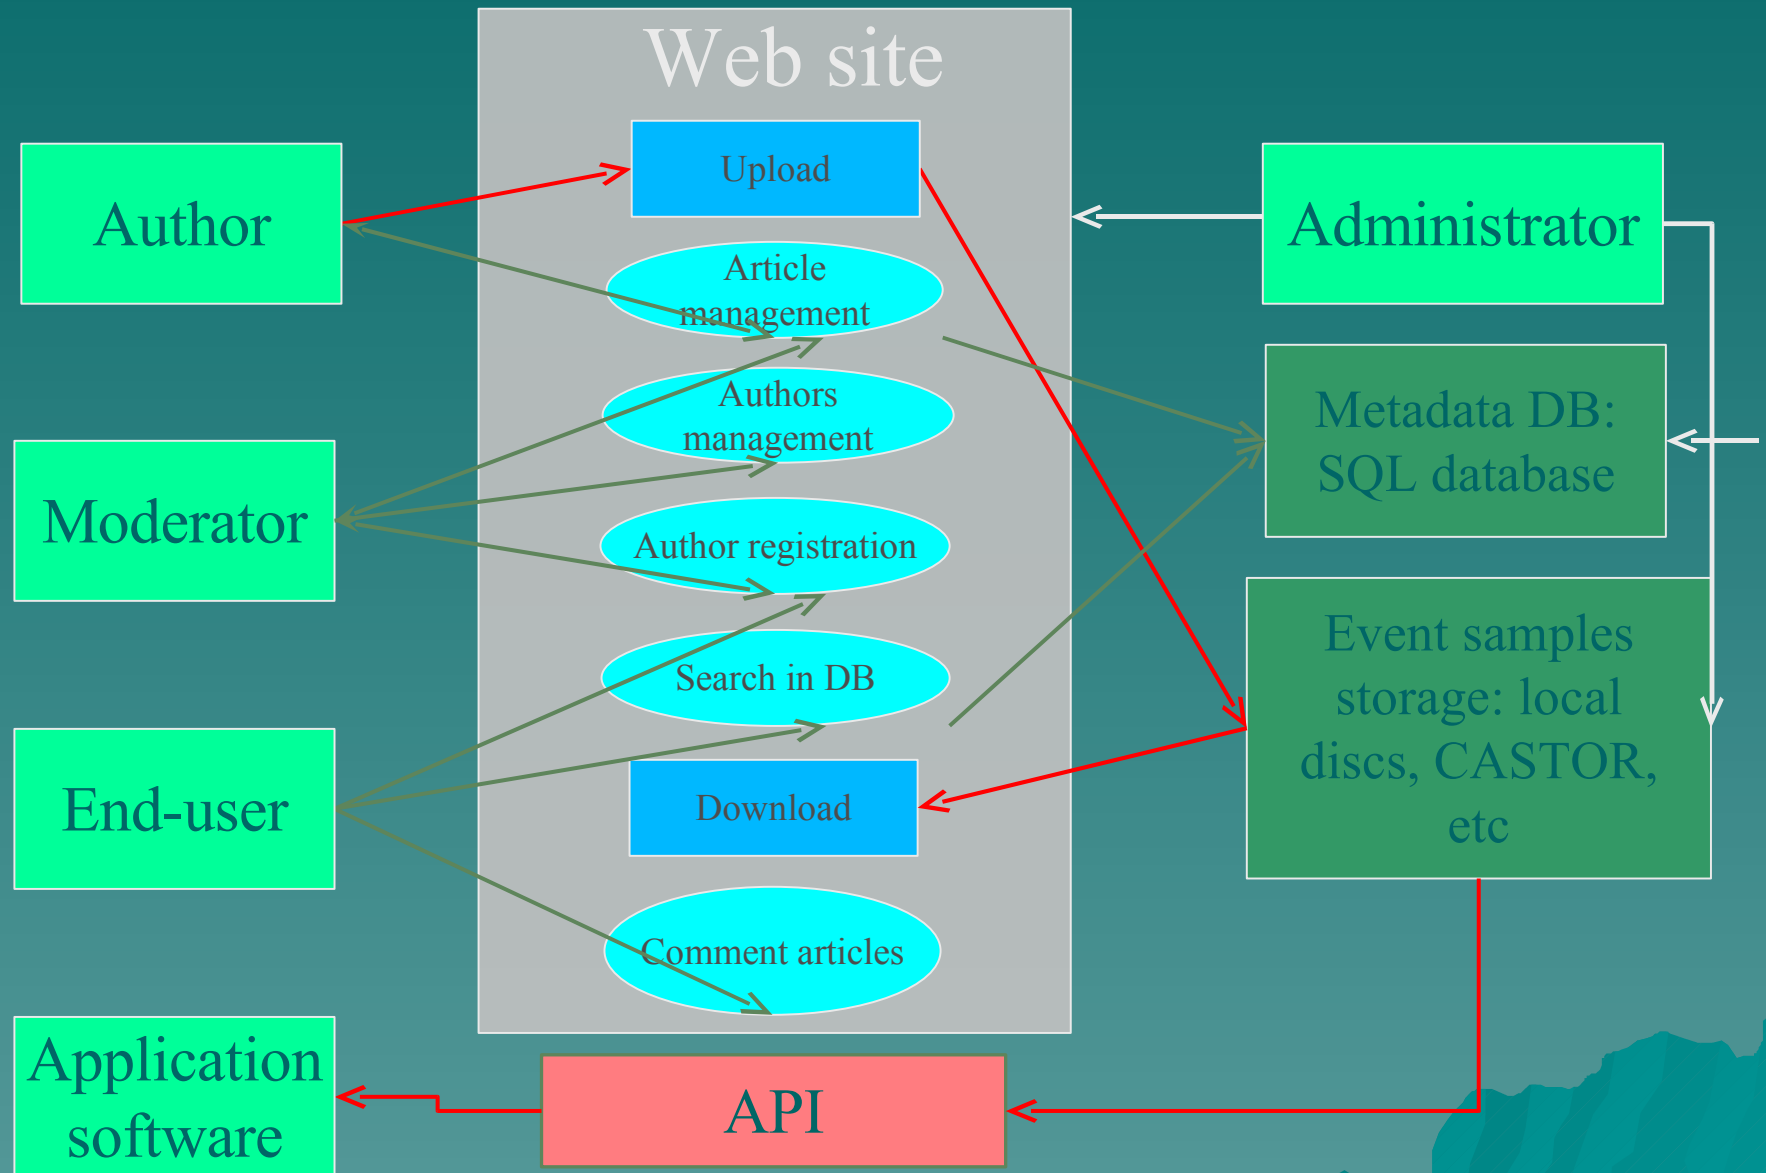 Web site
Upload
Author
Administrator
Article
management
Authors
management
Metadata DB:
SQL database
Moderator
Author registration
Event samples
storage: local
discs, CASTOR,
etc
Search in DB
End-user
Download
Comment articles
Application
software
API